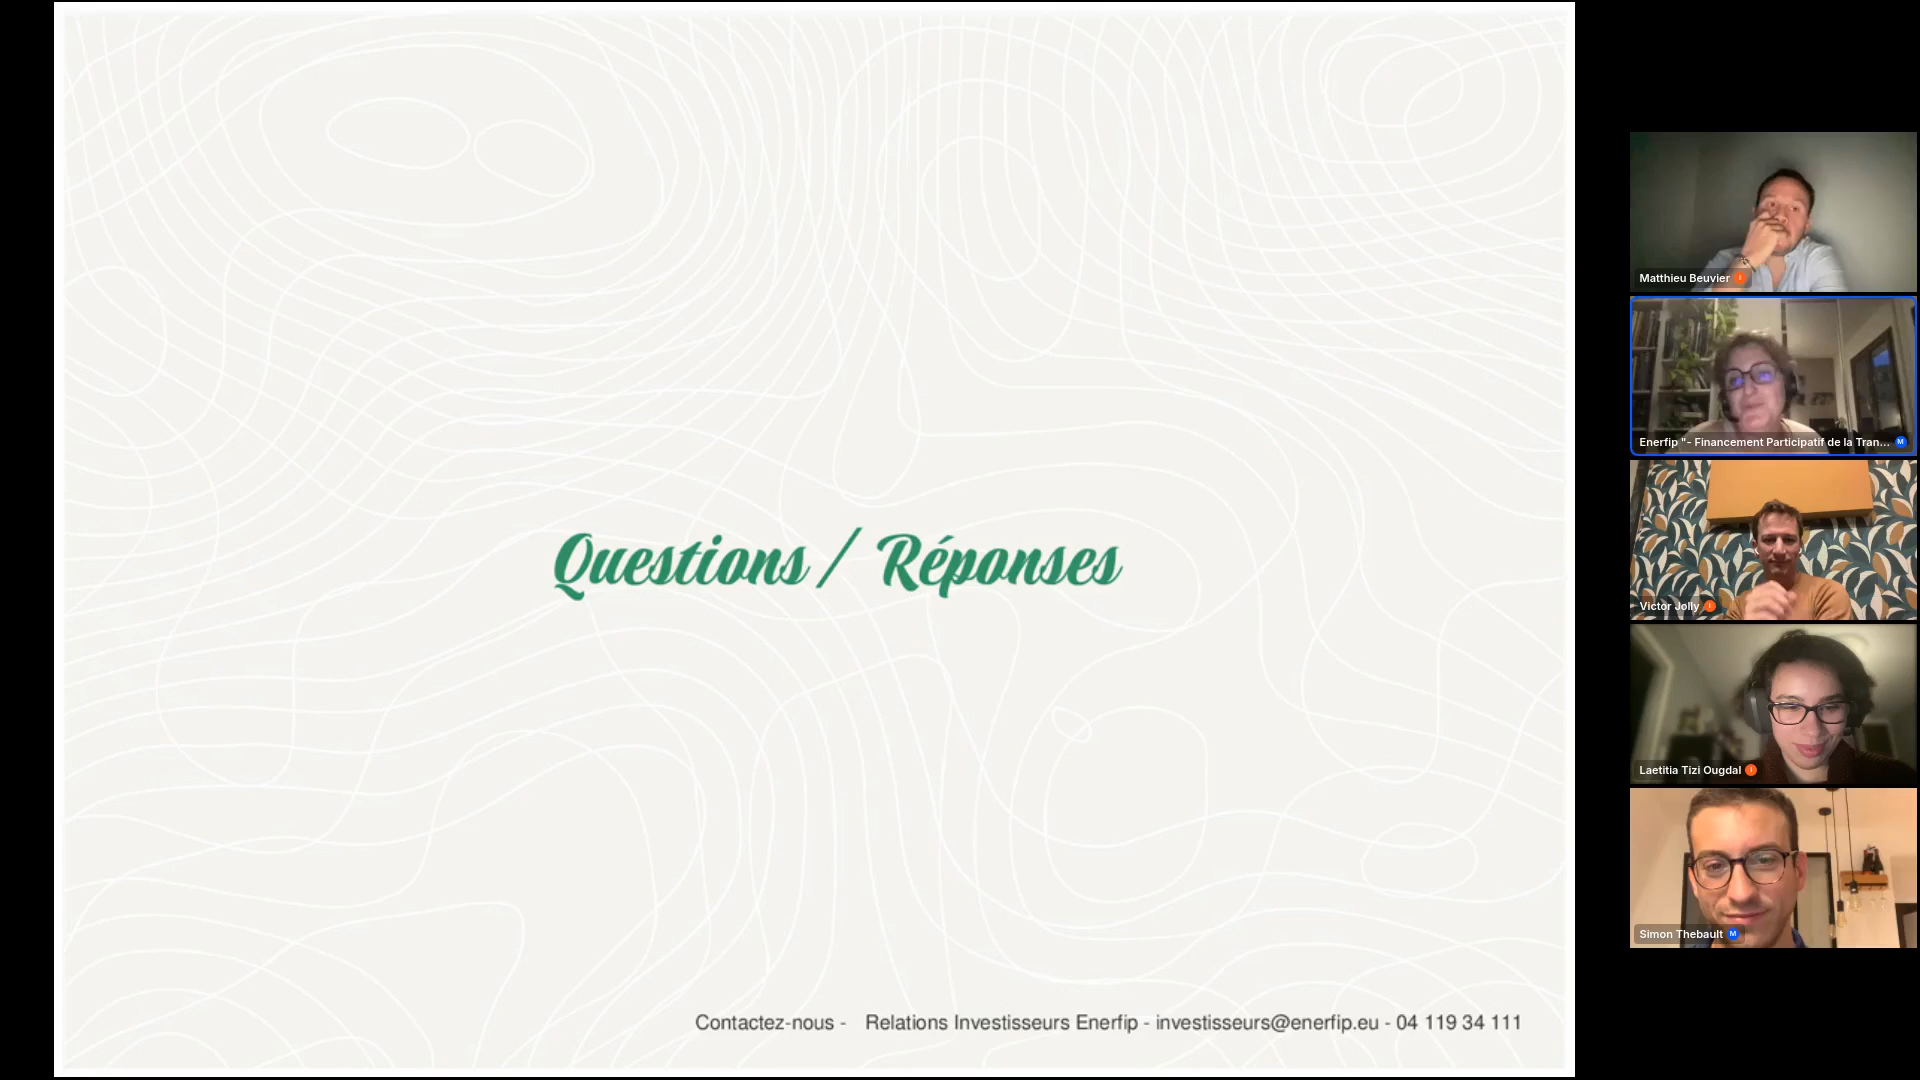 Questions / Réponses
Contactez-nous - Relations Investisseurs Enerfip - investisseurs@enerfip.eu - 04 119 34 111
Matthieu Beuvier I
Enerfip "- Financement Participatif de la Tran... M
Victor Jolly I
Laetitia Tizi Ougdal I
Simon Thebault M